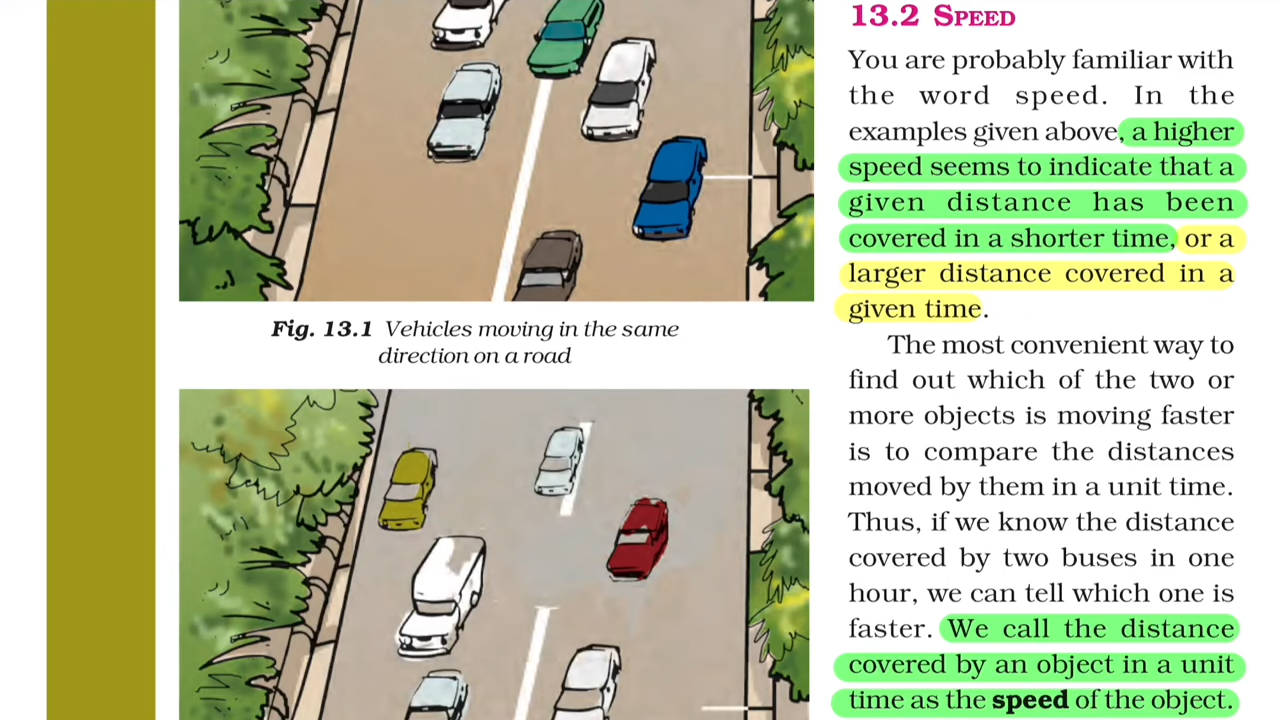 Fig. 13.1 Vehicles moving in the same
direction on a road
13.2 SPEED
You are probably familiar with
the word speed. In the
examples given above, a higher
speed seems to indicate that a
given distance has been
covered in a shorter time, or a
larger distance covered in a
given time.
The most convenient way to
find out which of the two or
more objects is moving faster
is to compare the distances
moved by them in a unit time.
Thus, if we know the distance
covered by two buses in one
hour, we can tell which one is
faster. We call the distance
covered by an object in a unit
time as the speed of the object.